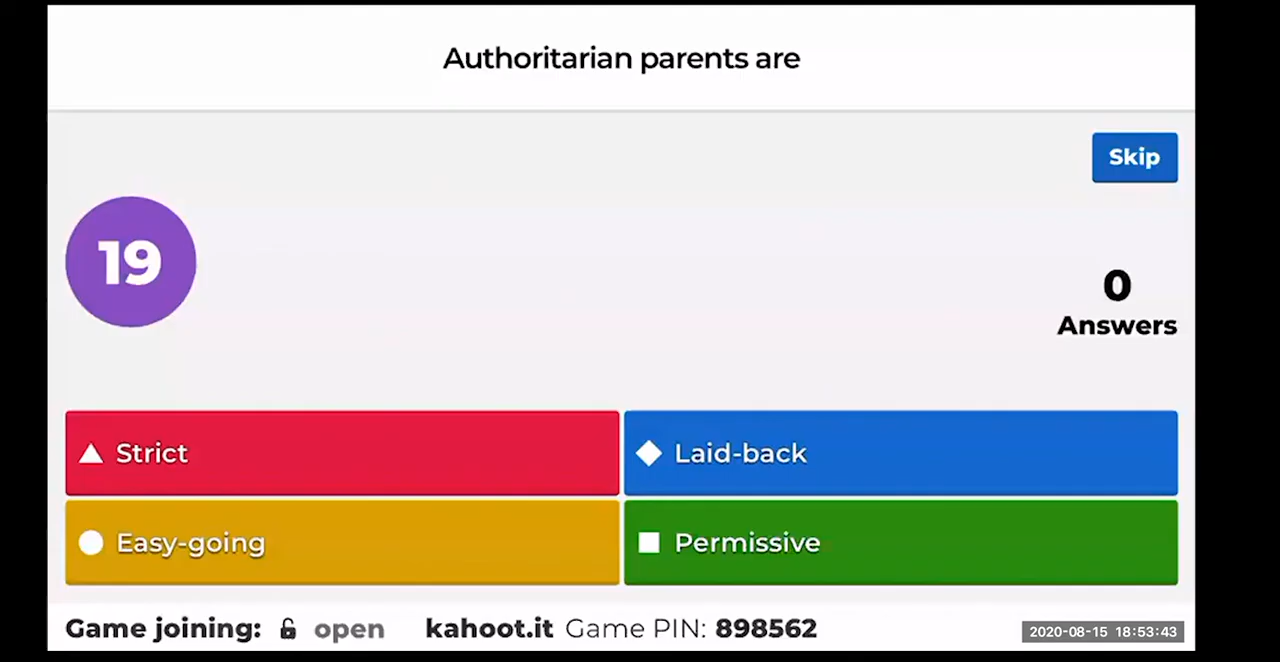 Authoritarian parents are
Skip
19
0
Answers
Strict
Laid-back
Easy-going
Permissive
Game joining: open kahoot.it Game PIN: 898562
2020-08-15 18:53:43